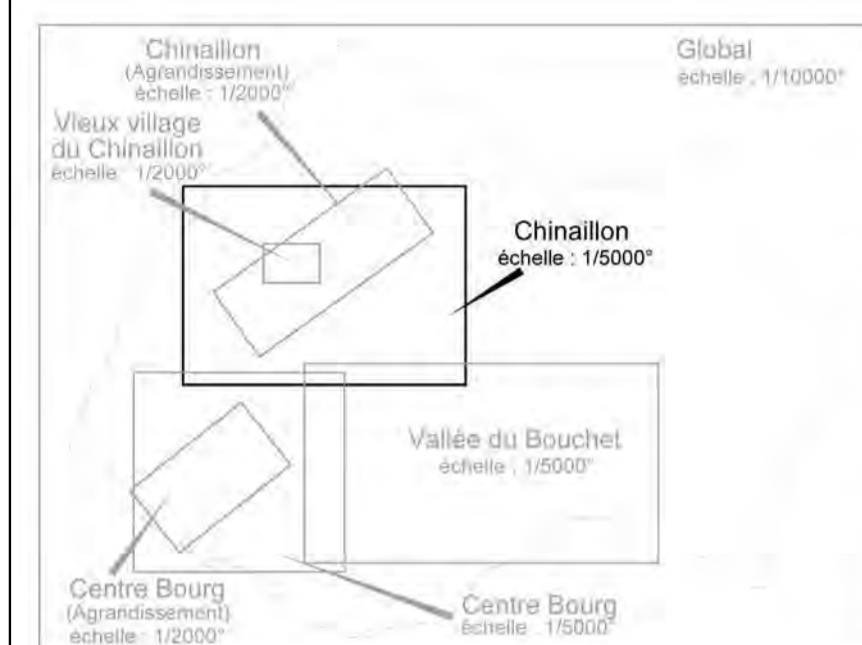 Chinaillon
(Agrandissement)
échelle : 1/2000°
Global
échelle : 1/10000°
Vieux village
du Chinaillon
échelle : 1/2000°
Chinaillon
échelle : 1/5000°
Vallée du Bouchet
échelle : 1/5000°
Centre Bourg
(Agrandissement)
échelle : 1/2000°
Centre Bourg
échelle : 1/5000°